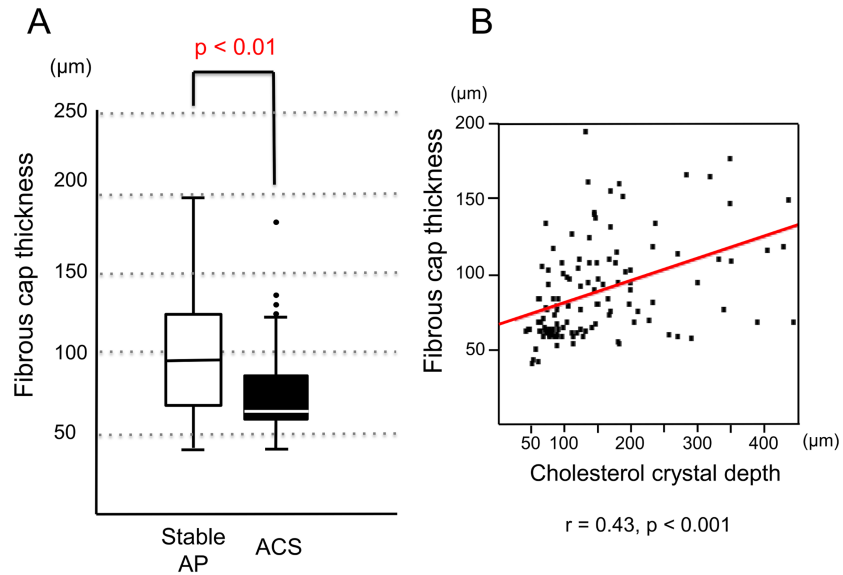 A
p < 0.01
(μm)
250
200
150
100
50
Fibrous cap thickness
Stable
AP
ACS
B
(μm)
200
150
100
50
Fibrous cap thickness
50 100 200 300 400 (μm)
Cholesterol crystal depth
r = 0.43, p < 0.001